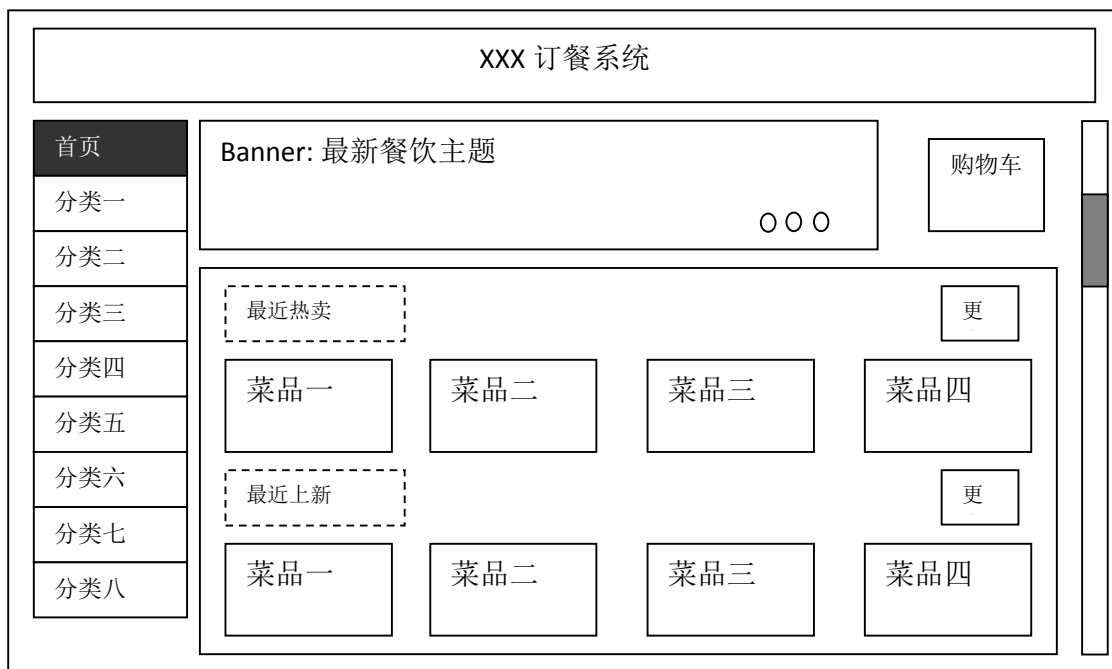 XXX 订餐系统
首页
分类一
分类二
分类三
分类四
分类五
分类六
分类七
分类八
Banner: 最新餐饮主题
购物车
最近热卖
更
菜品一
菜品二
菜品三
菜品四
最近上新
更
菜品一
菜品二
菜品三
菜品四